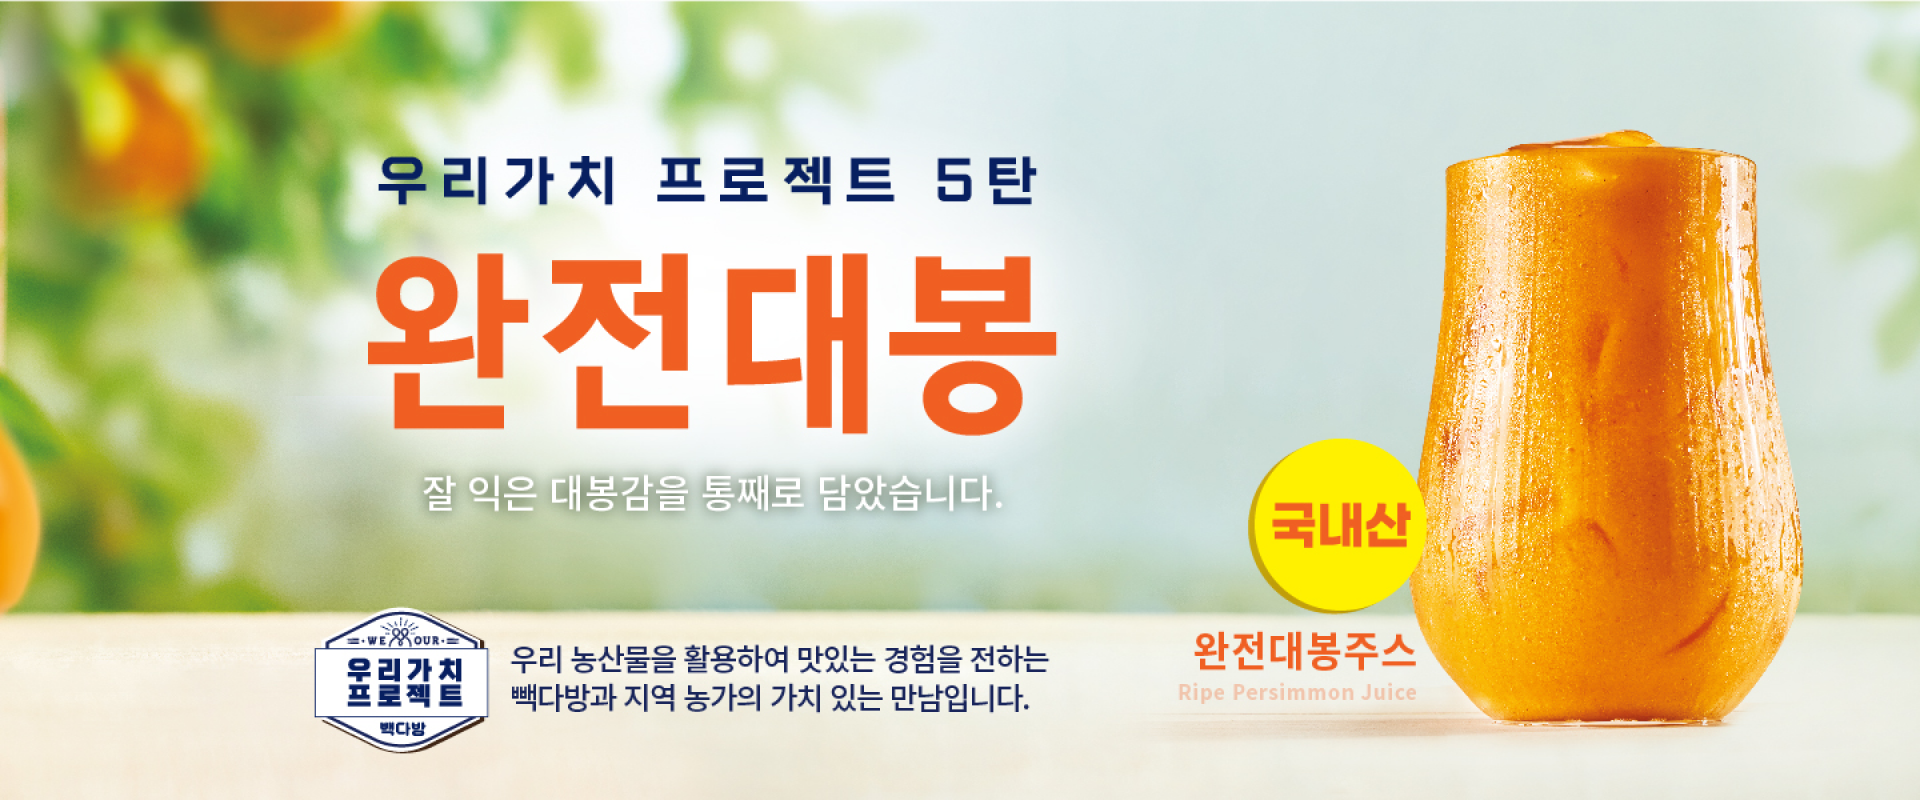 우리가치 프로젝트 5탄
완전대봉
잘 익은 대봉감을 통째로 담았습니다.
국내산
완전대봉주스
Ripe Persimmon Juice
WE OUR
우리가치
프로젝트
빽다방
우리 농산물을 활용하여 맛있는 경험을 전하는
빽다방과 지역 농가의 가치 있는 만남입니다.